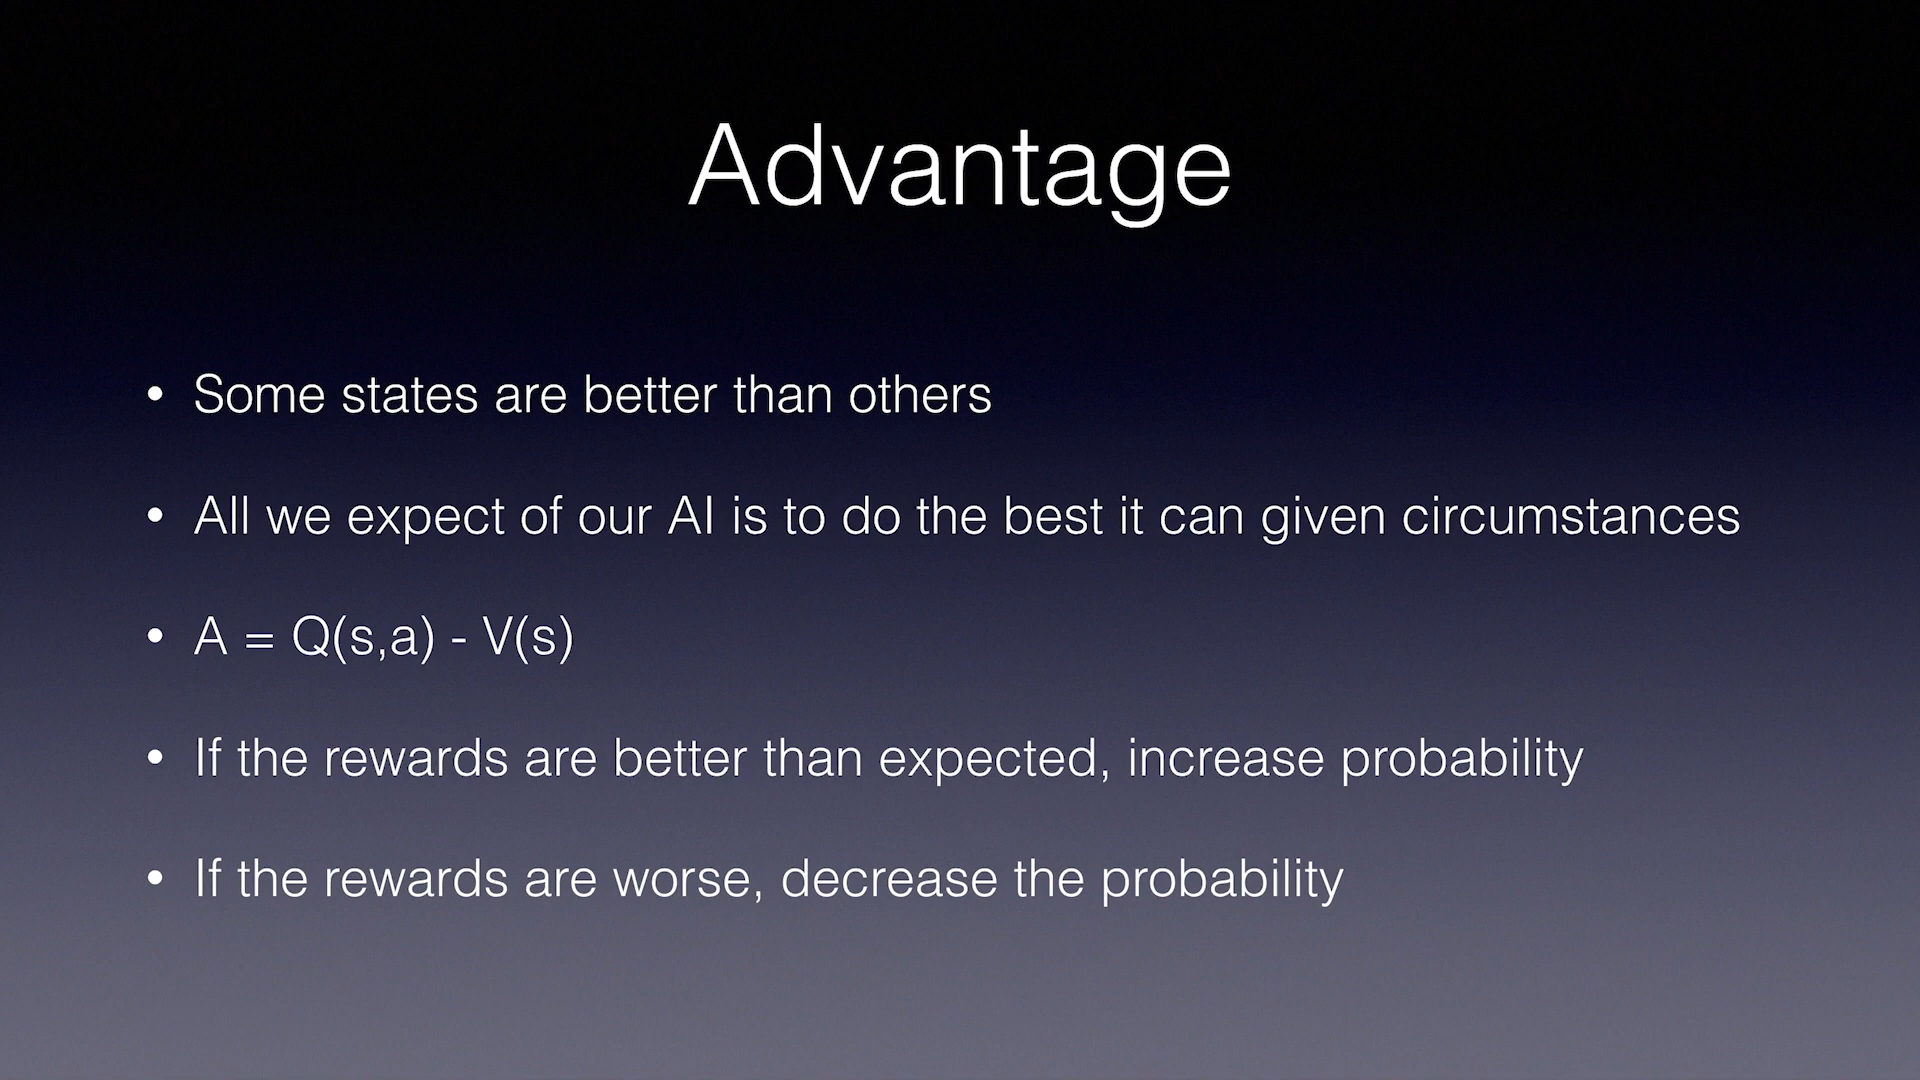 Advantage
• Some states are better than others
• All we expect of our AI is to do the best it can given circumstances
• A = Q(s,a) - V(s)
• If the rewards are better than expected, increase probability
• If the rewards are worse, decrease the probability